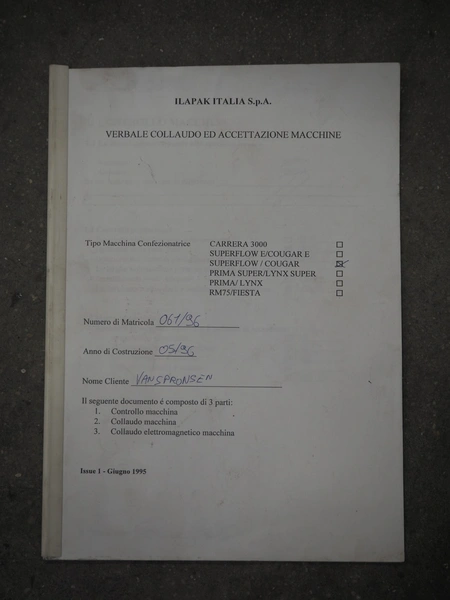 ILAPAK ITALIA S.p.A.
VERBALE COLLAUDO ED ACCETTAZIONE MACCHINE
Tipo Macchina Confezionatrice CARRERA 3000 ☐
SUPERFLOW E/COUGAR E ☐
SUPERFLOW / COUGAR ☒
PRIMA SUPER/LYNX SUPER ☐
PRIMA/ LYNX ☐
RM75/FIESTA ☐
Numero di Matricola 061/96
Anno di Costruzione 05/96
Nome Cliente VANSPRONSEN
Il seguente documento é composto di 3 parti:
1. Controllo macchina
2. Collaudo macchina
3. Collaudo elettromagnetico macchina
Issue 1 - Giugno 1995